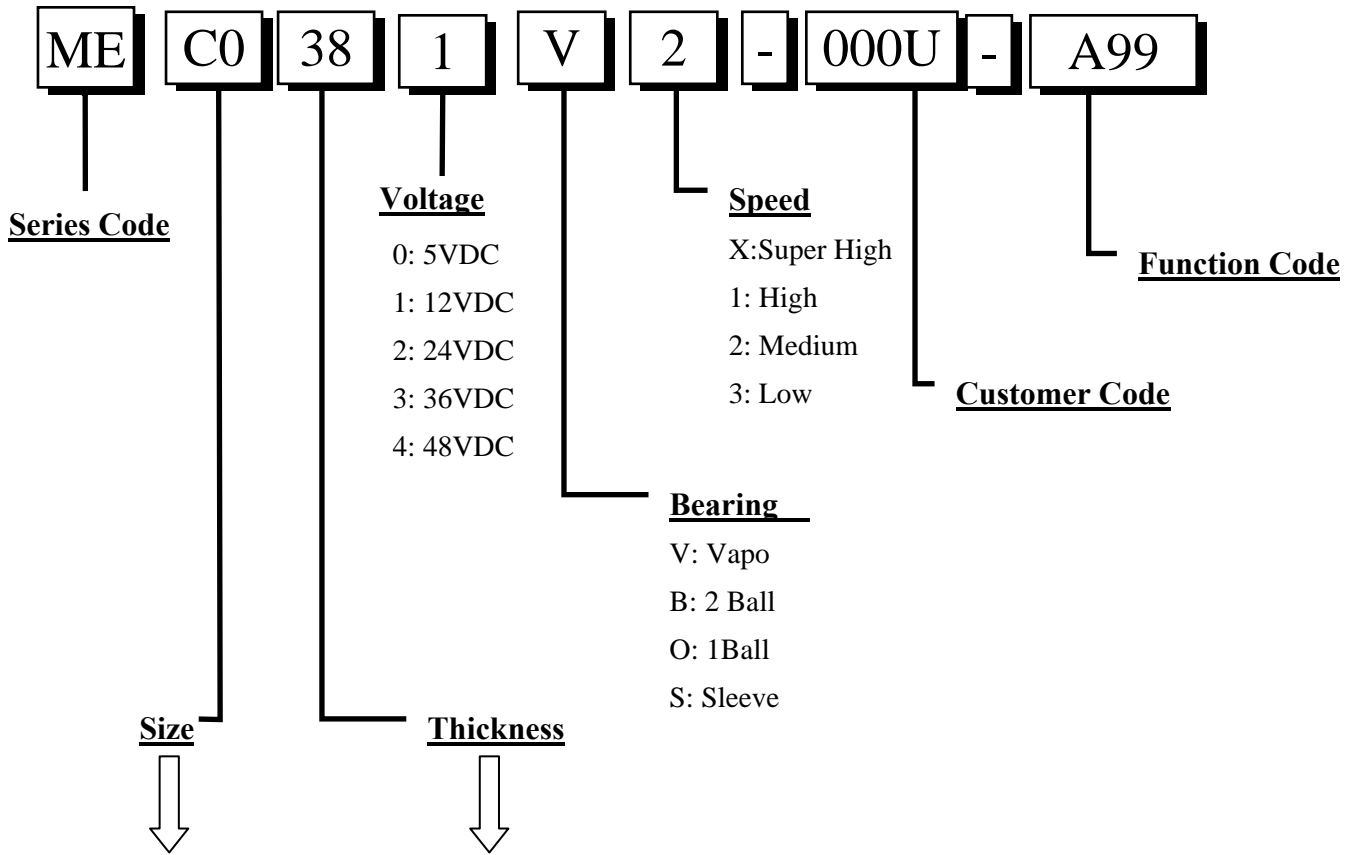 ME C0 38 1 V 2 - 000U - A99
Series Code
Voltage
0: 5VDC
1: 12VDC
2: 24VDC
3: 36VDC
4: 48VDC
Speed
X:Super High
1: High
2: Medium
3: Low
Function Code
Customer Code
Bearing
V: Vapo
B: 2 Ball
O: 1Ball
S: Sleeve
Size
Thickness